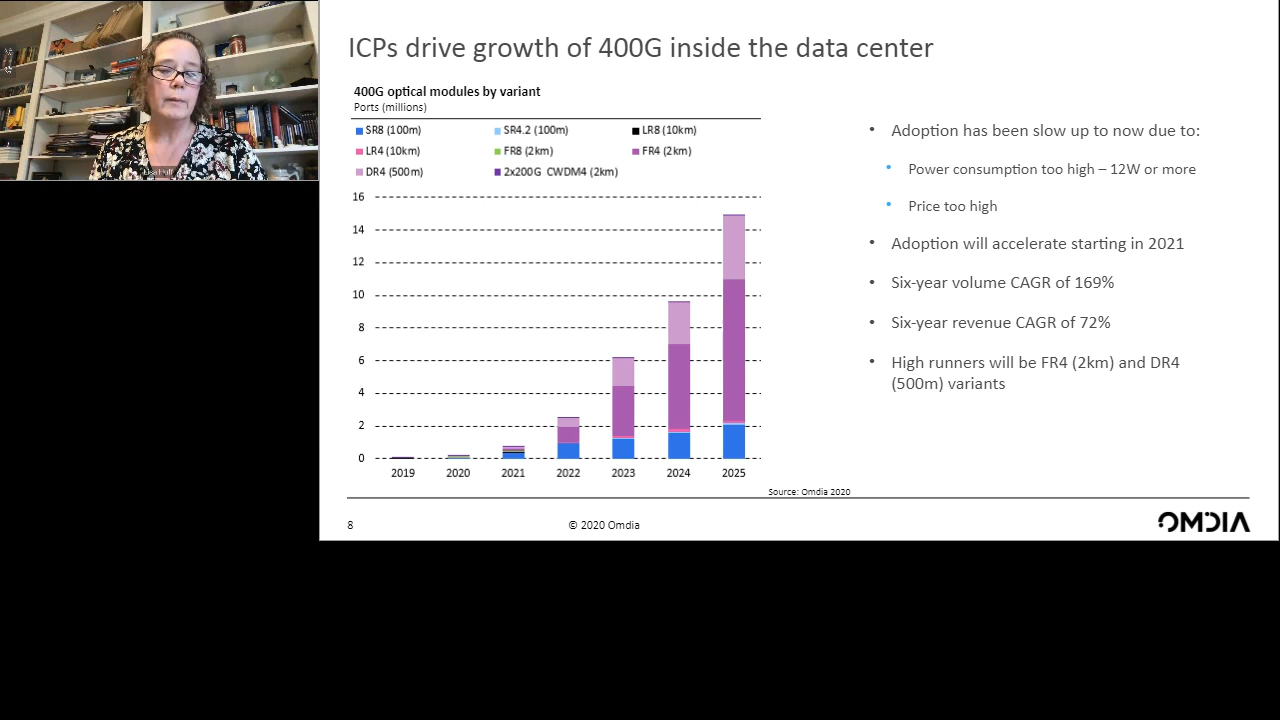 Lisa Huff
ICPs drive growth of 400G inside the data center
400G optical modules by variant
Ports (millions)
SR8 (100m) SR4.2 (100m) LR8 (10km)
LR4 (10km) FR8 (2km) FR4 (2km)
DR4 (500m) 2x200G CWDM4 (2km)
16
14
12
10
8
6
4
2
0
2019 2020 2021 2022 2023 2024 2025
• Adoption has been slow up to now due to:
• Power consumption too high – 12W or more
• Price too high
• Adoption will accelerate starting in 2021
• Six-year volume CAGR of 169%
• Six-year revenue CAGR of 72%
• High runners will be FR4 (2km) and DR4
(500m) variants
Source: Omdia 2020
8
© 2020 Omdia
OMDIA